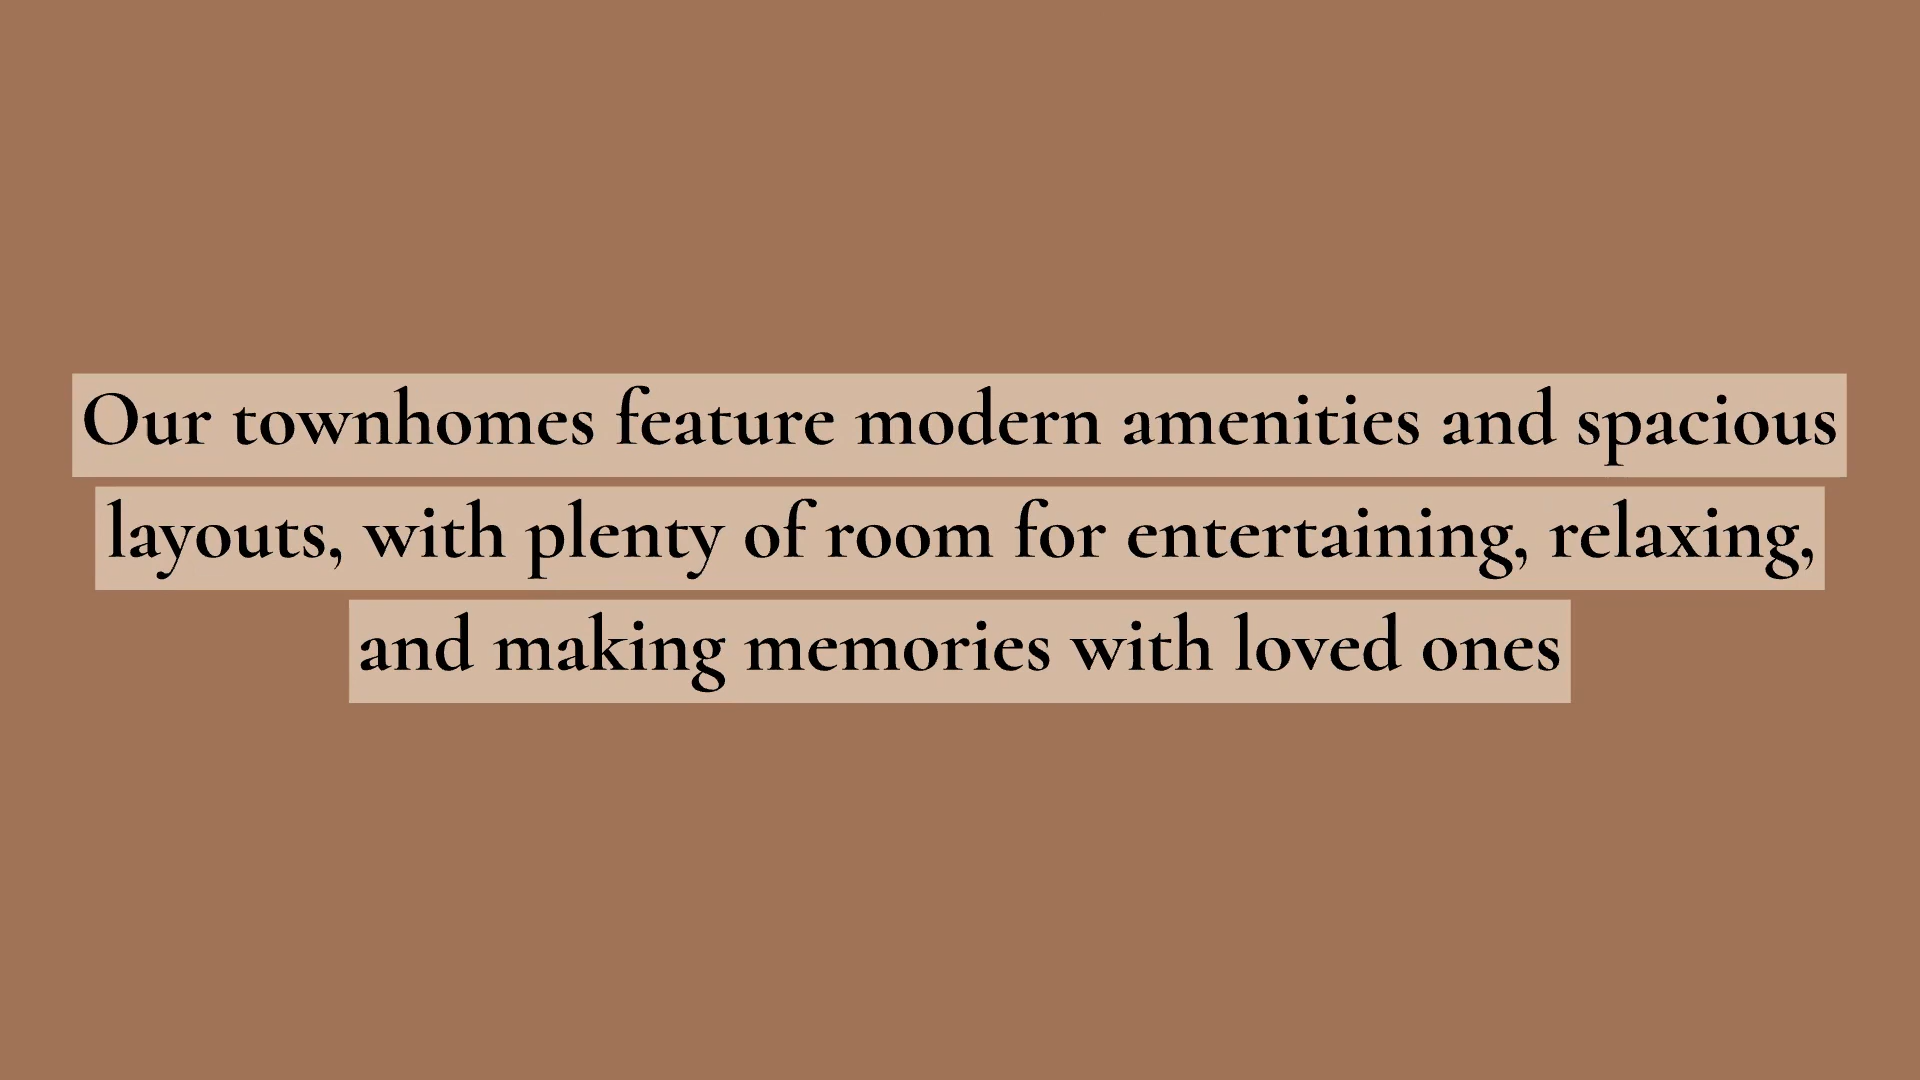 Our townhomes feature modern amenities and spacious
layouts, with plenty of room for entertaining, relaxing,
and making memories with loved ones